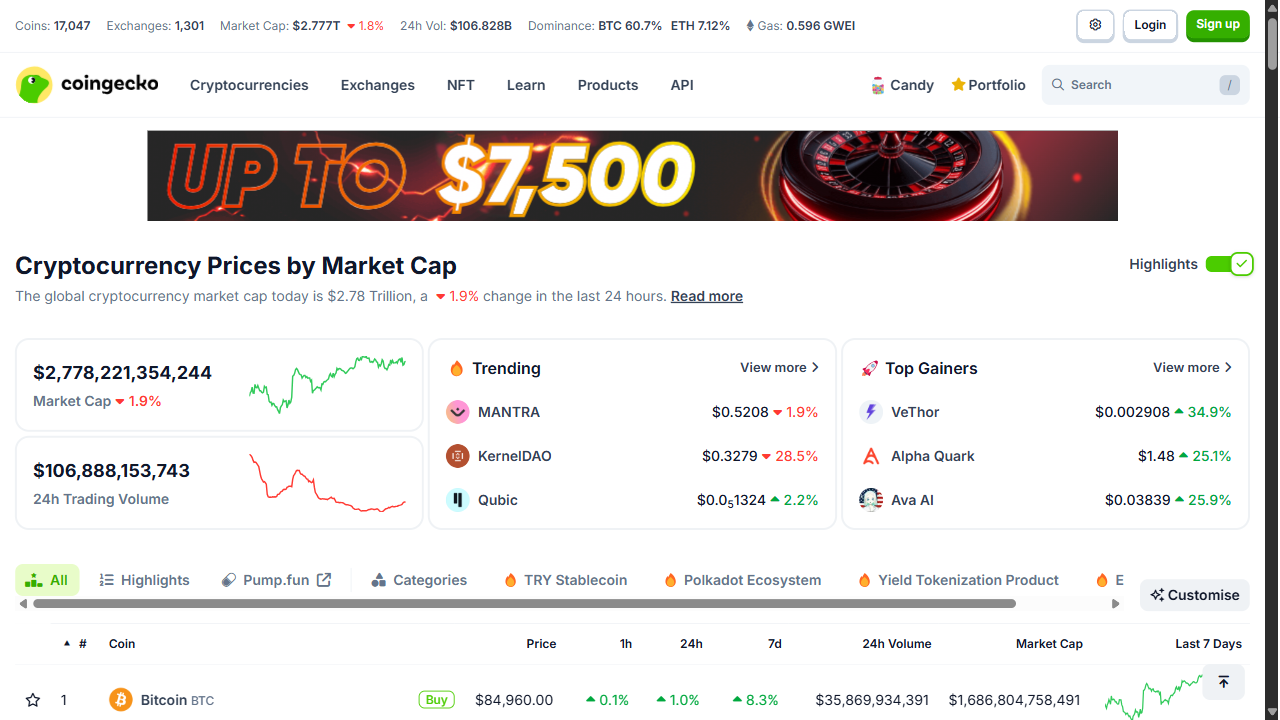 Coins: 17,047 Exchanges: 1,301 Market Cap: $2.777T 1.8% 24h Vol: $106.828B Dominance: BTC 60.7% ETH 7.12% Gas: 0.596 GWEI Login Sign up
coingecko Cryptocurrencies Exchanges NFT Learn Products API Candy Portfolio Search /
UP TO $7,500
Cryptocurrency Prices by Market Cap Highlights
The global cryptocurrency market cap today is $2.78 Trillion, a 1.9% change in the last 24 hours. Read more
$2,778,221,354,244
Market Cap 1.9%
$106,888,153,743
24h Trading Volume
Trending View more
MANTRA $0.5208 1.9%
KernelDAO $0.3279 28.5%
Qubic $0.0₅1324 2.2%
Top Gainers View more
VeThor $0.002908 34.9%
Alpha Quark $1.48 25.1%
Ava AI $0.03839 25.9%
All Highlights Pump.fun Categories TRY Stablecoin Polkadot Ecosystem Yield Tokenization Product E Customise
# Coin Price 1h 24h 7d 24h Volume Market Cap Last 7 Days
1 Bitcoin BTC Buy $84,960.00 0.1% 1.0% 8.3% $35,869,934,391 $1,686,804,758,491